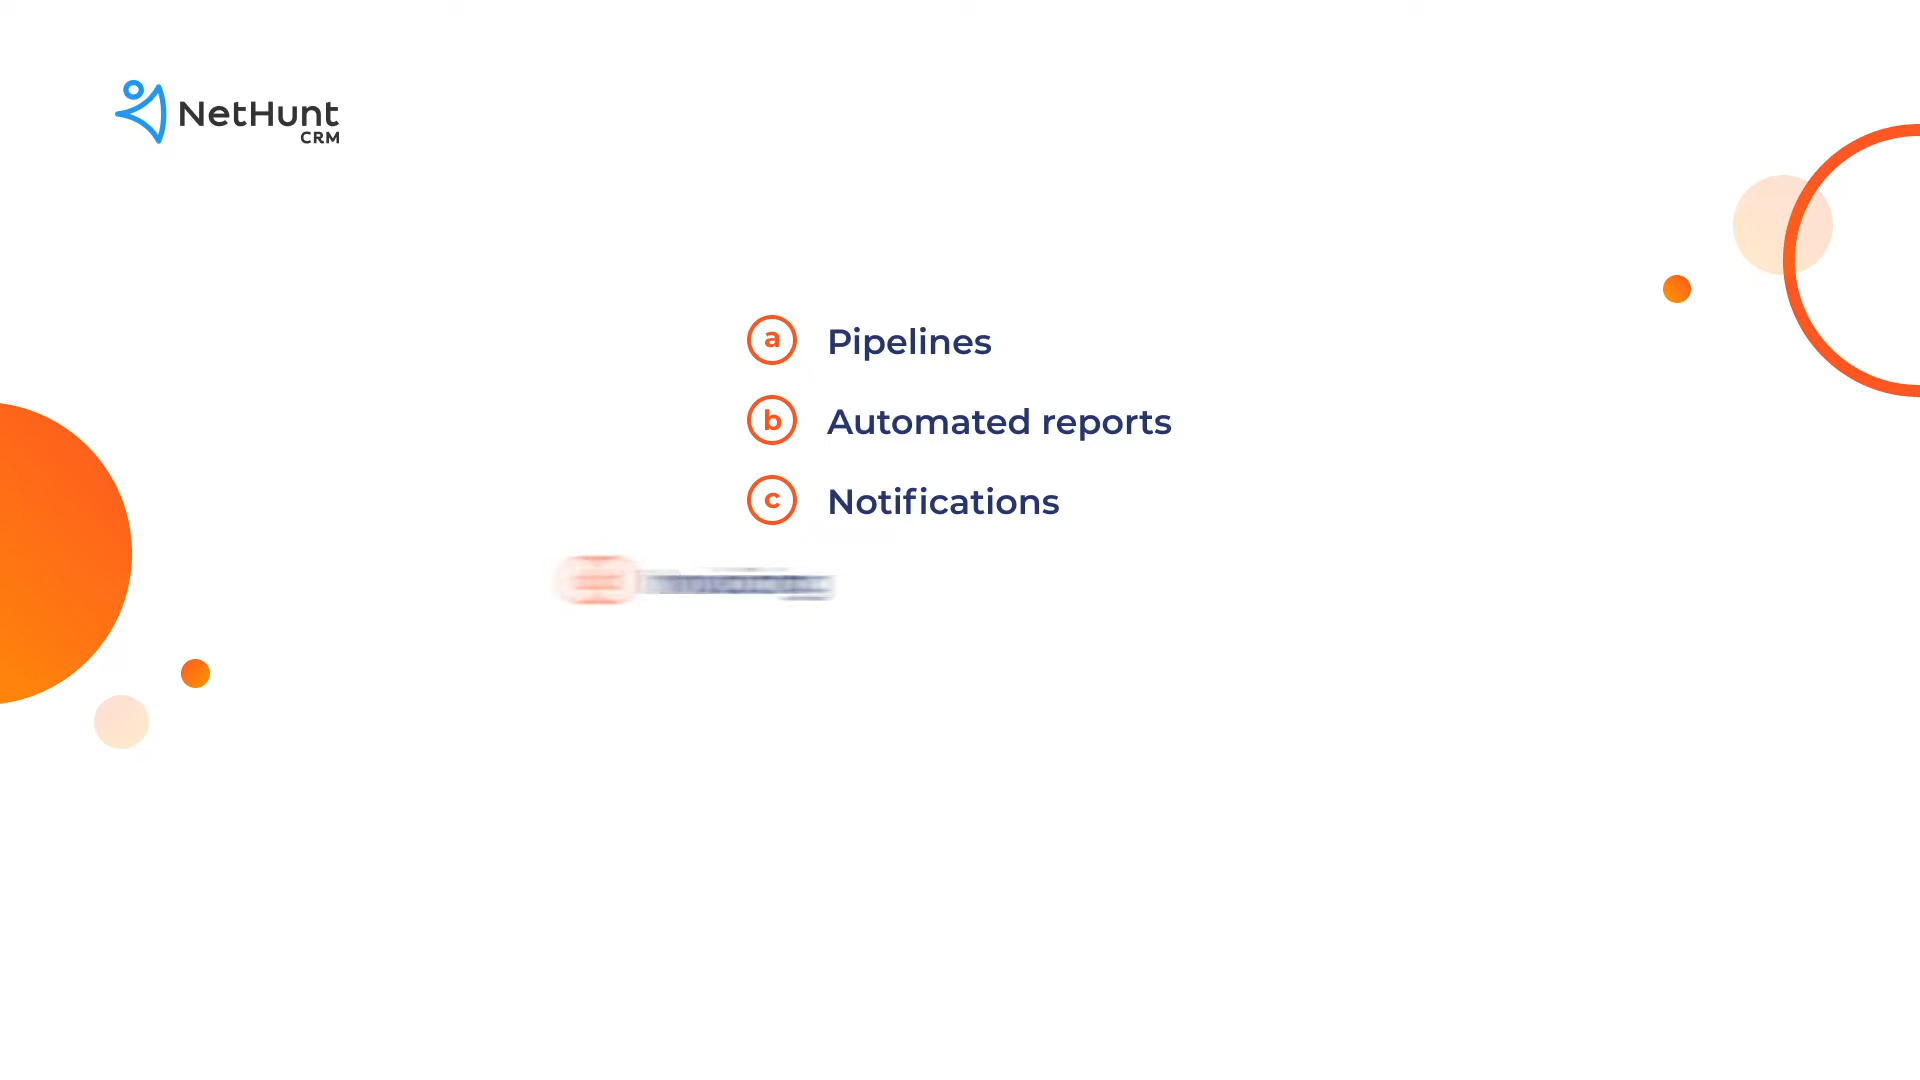 NetHunt
CRM
a Pipelines
b Automated reports
c Notifications